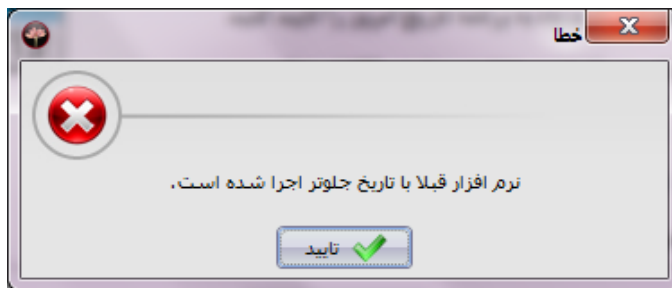 خطا
نرم افزار قبلا با تاریخ جلوتر اجرا شده است.
تایید